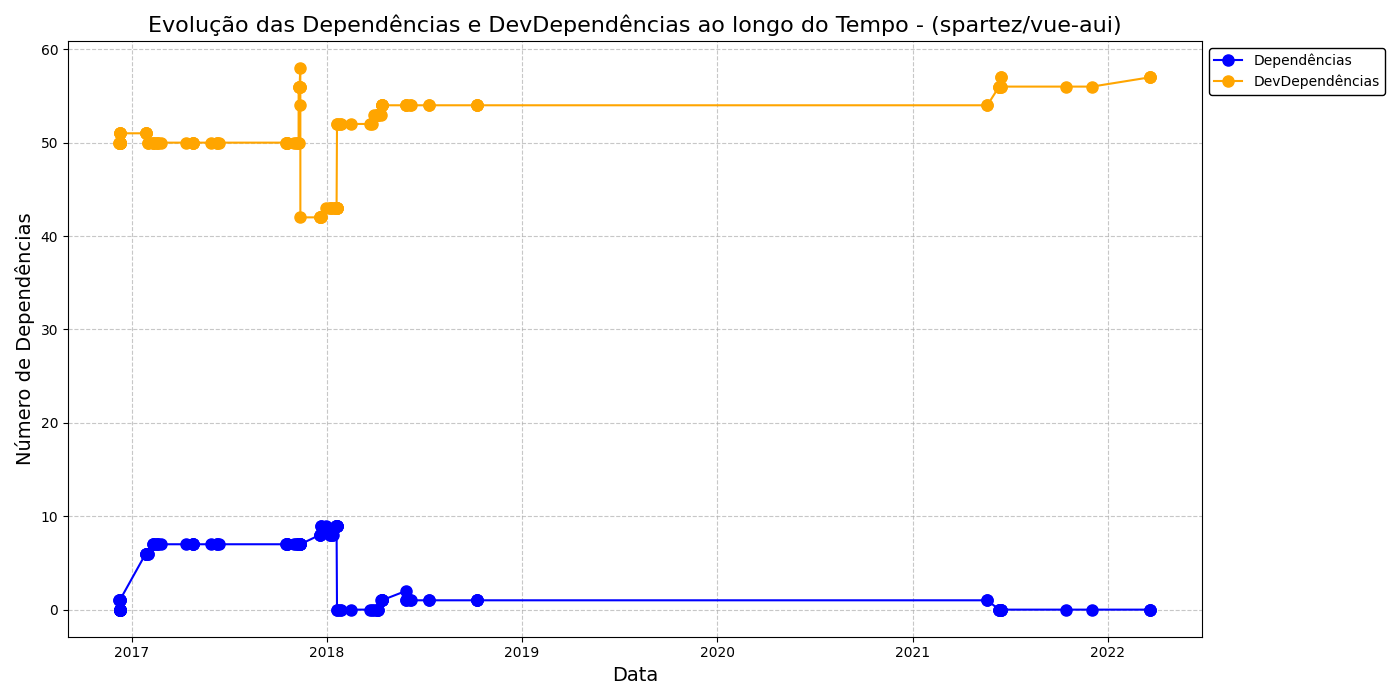 Evolução das Dependências e DevDependências ao longo do Tempo - (spartez/vue-aui)
Dependências
DevDependências
Número de Dependências
60
50
40
30
20
10
0
2017
2018
2019
2020
2021
2022
Data